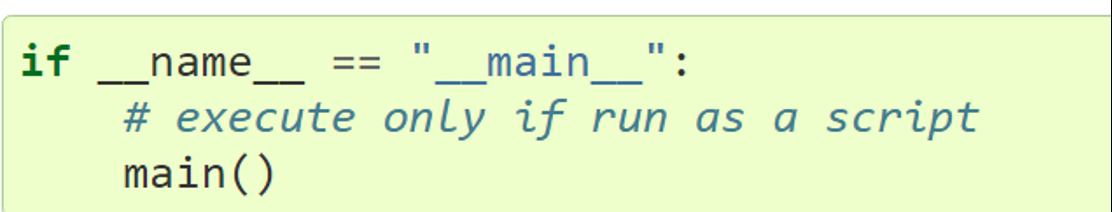 if __name__ == "__main__":
    # execute only if run as a script
    main()